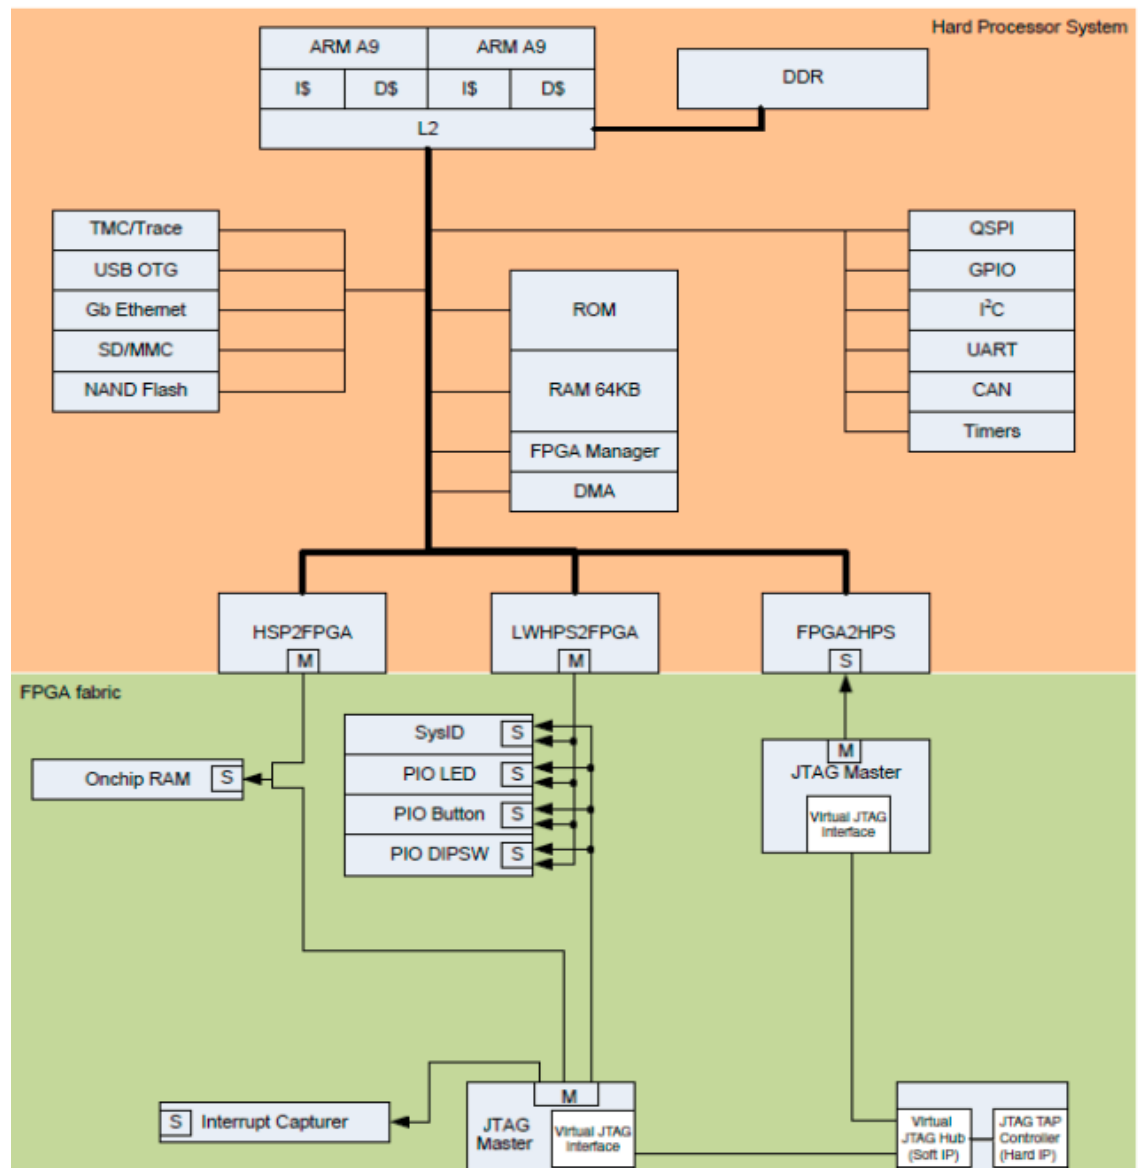 Hard Processor System
ARM A9 ARM A9
I$ D$ I$ D$
L2
DDR
TMC/Trace
USB OTG
Gb Ethernet
SD/MMC
NAND Flash
ROM
RAM 64KB
FPGA Manager
DMA
QSPI
GPIO
I²C
UART
CAN
Timers
HSP2FPGA
M
LWHPS2FPGA
M
FPGA2HPS
S
FPGA fabric
Onchip RAM S
SysID S
PIO LED S
PIO Button S
PIO DIPSW S
M
JTAG Master
Virtual JTAG
Interface
S Interrupt Capturer
M
JTAG
Master
Virtual JTAG
Interface
Virtual
JTAG Hub
(Soft IP)
JTAG TAP
Controller
(Hard IP)